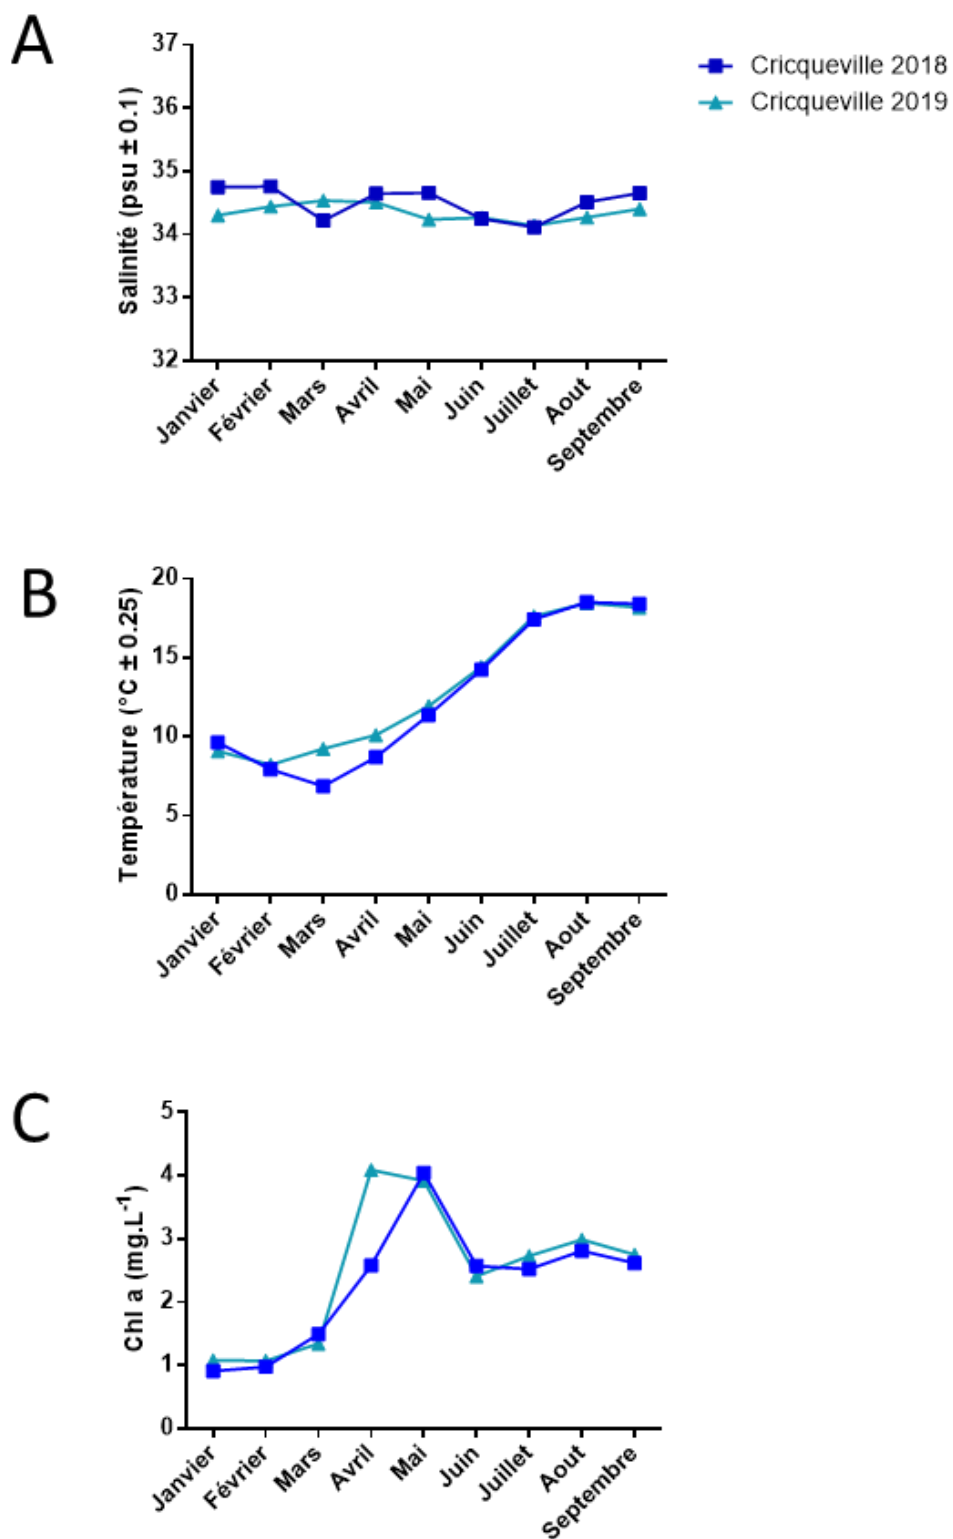 A
37
36
35
34
33
32
Salinité (psu ± 0.1)
Cricqueville 2018
Cricqueville 2019
Janvier
Février
Mars
Avril
Mai
Juin
Juillet
Aout
Septembre
B
20
15
10
5
0
Température (°C ± 0.25)
Janvier
Février
Mars
Avril
Mai
Juin
Juillet
Aout
Septembre
C
5
4
3
2
1
0
Chl a (mg.L⁻¹)
Janvier
Février
Mars
Avril
Mai
Juin
Juillet
Aout
Septembre